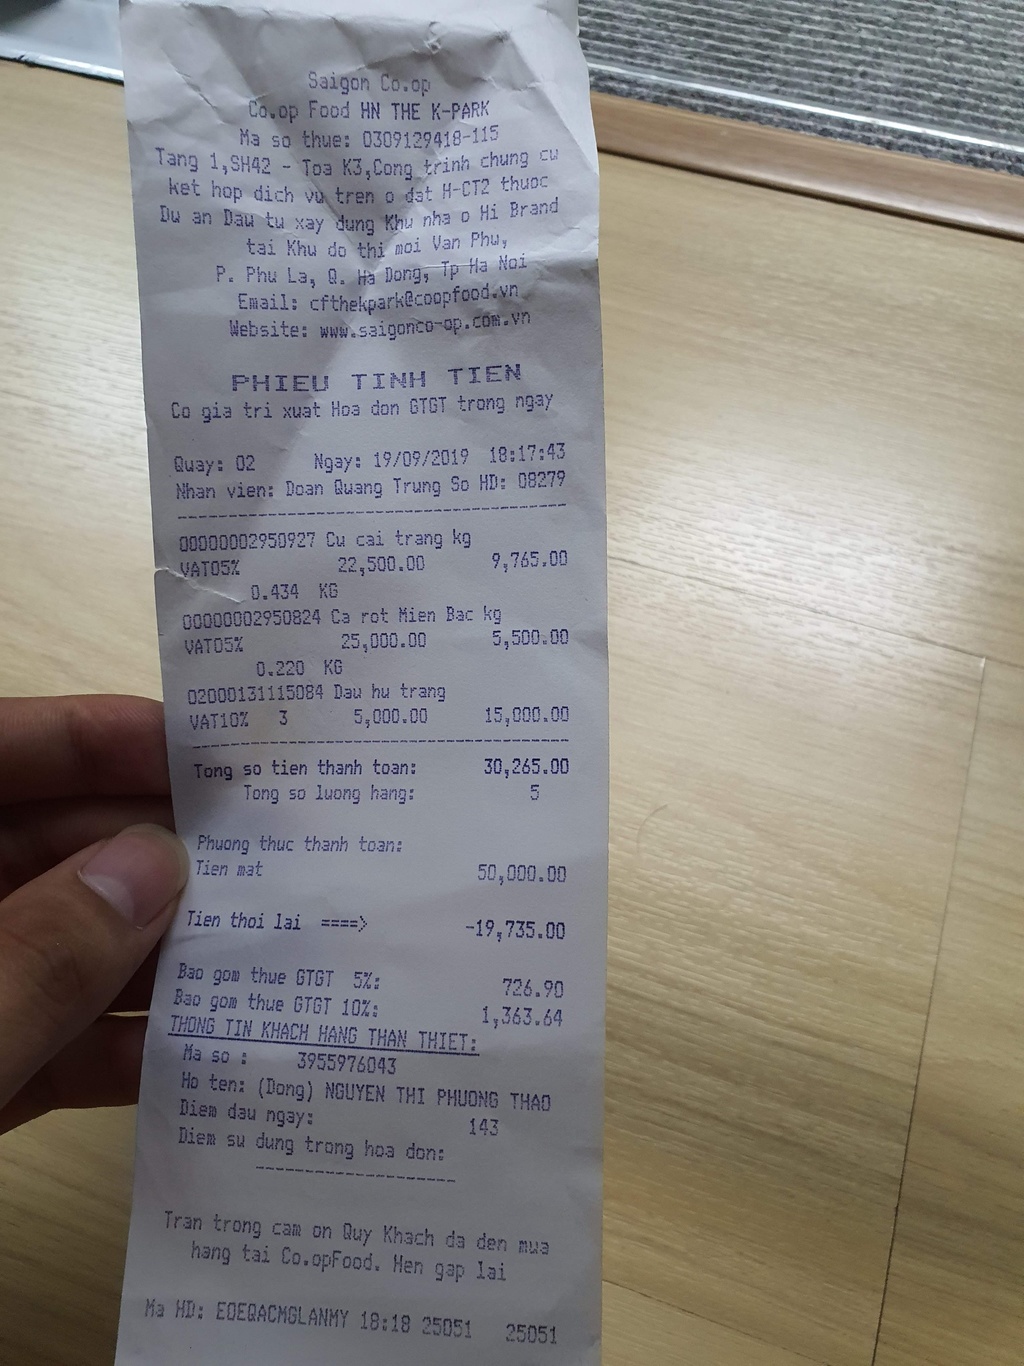 Saigon Co.op
Co.op Food HN THE K-PARK
Ma so thue: 0309129418-115
Tang 1,SH42 - Toa K3,Cong trinh chung cu
ket hop dich vu tren o dat H-CT2 thuoc
Du an Dau tu xay dung Khu nha o Hi Brand
tai Khu do thi moi Van Phu,
P. Phu La, Q. Ha Dong, Tp Ha Noi
Email: cfthekpark@coopfood.vn
Website: www.saigonco-op.com.vn
PHIEU TINH TIEN
Co gia tri xuat Hoa don GTGT trong ngay
Quay: 02 Ngay: 19/09/2019 18:17:43
Nhan vien: Doan Quang Trung So HD: 08279
00000002950927 Cu cai trang kg
VAT05% 22,500.00 9,765.00
0.434 KG
00000002950824 Ca rot Mien Bac kg
VAT05% 25,000.00 5,500.00
0.220 KG
02000131115084 Dau hu trang
VAT10% 3 5,000.00 15,000.00
Tong so tien thanh toan: 30,265.00
Tong so luong hang: 5
Phuong thuc thanh toan:
Tien mat 50,000.00
Tien thoi lai ====> -19,735.00
Bao gom thue GTGT 5%: 726.90
Bao gom thue GTGT 10%: 1,363.64
THONG TIN KHACH HANG THAN THIET:
Ma so : 3955976043
Ho ten: (Dong) NGUYEN THI PHUONG THAO
Diem dau ngay: 143
Diem su dung trong hoa don:
Tran trong cam on Quy Khach da den mua
hang tai Co.opFood. Hen gap lai
Ma HD: EOEQACMGLANMY 18:18 25051 25051